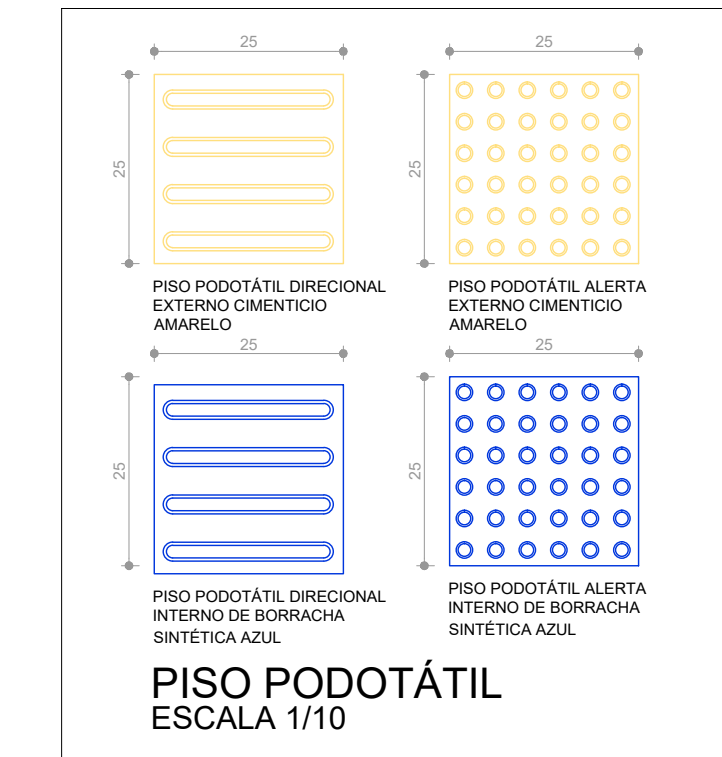 25
25
25
25
PISO PODOTÁTIL DIRECIONAL
EXTERNO CIMENTICIO
AMARELO
PISO PODOTÁTIL ALERTA
EXTERNO CIMENTICIO
AMARELO
25
25
25
25
PISO PODOTÁTIL DIRECIONAL
INTERNO DE BORRACHA
SINTÉTICA AZUL
PISO PODOTÁTIL ALERTA
INTERNO DE BORRACHA
SINTÉTICA AZUL
PISO PODOTÁTIL
ESCALA 1/10